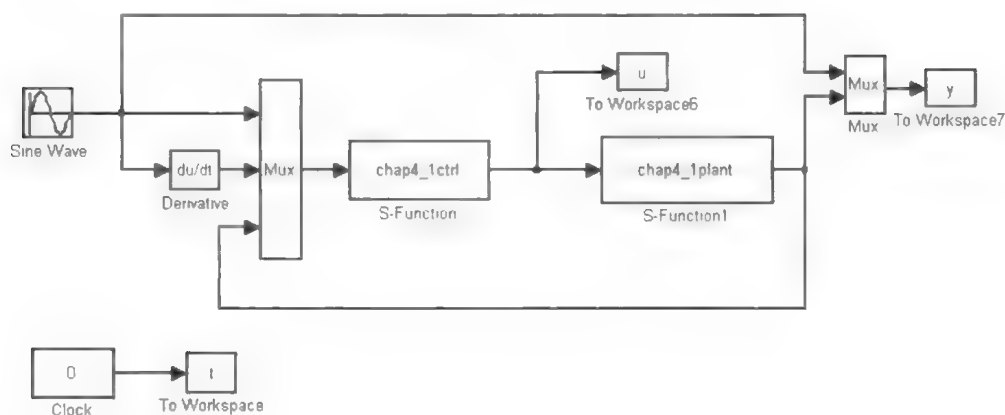 u
To Workspace6
Mux
y
Mux
To Workspace7
Sine Wave
du/dt
Derivative
Mux
chap4_1ctrl
S-Function
chap4_1plant
S-Function1
0
Clock
t
To Workspace